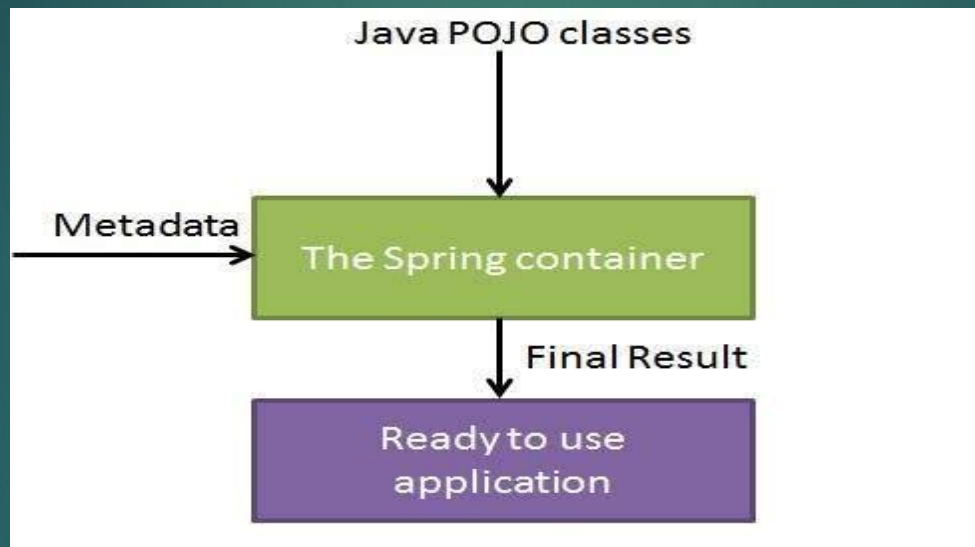 Java POJO classes
Metadata
The Spring container
Final Result
Ready to use
application